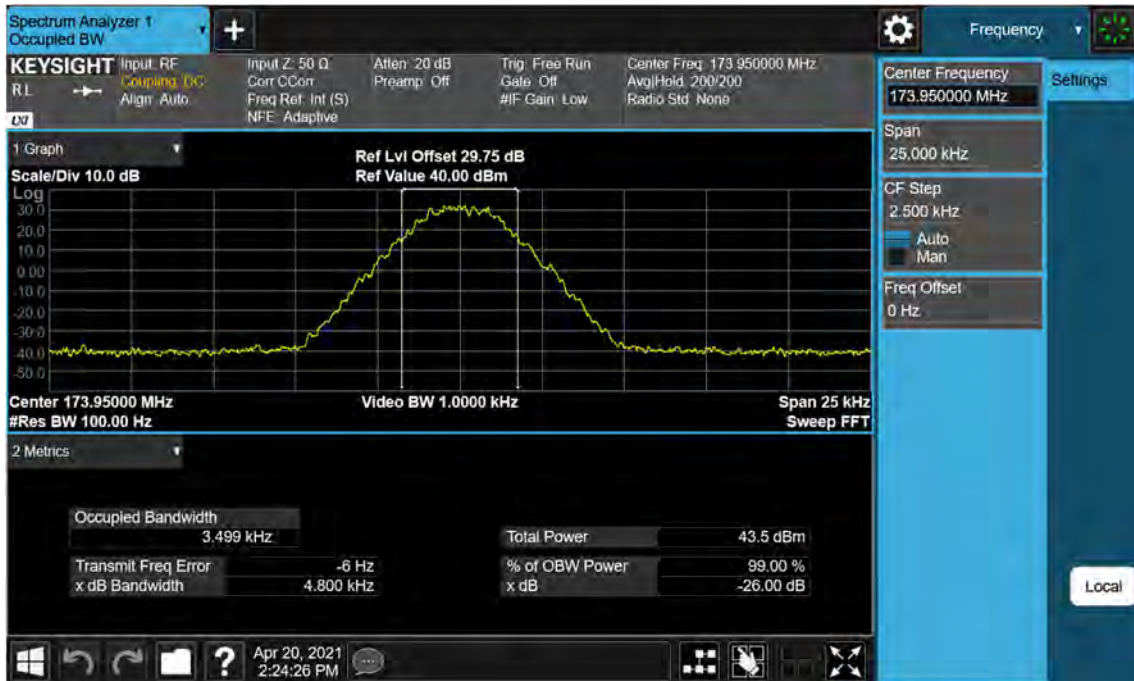 Spectrum Analyzer 1
Occupied BW
+
Frequency
KEYSIGHT
RL
LXI
Input: RF
Coupling: DC
Align: Auto
Input Z: 50 Ω
Corr CCorr
Freq Ref: Int (S)
NFE: Adaptive
Atten: 20 dB
Preamp: Off
Trig: Free Run
Gate: Off
#IF Gain: Low
Center Freq: 173.950000 MHz
Avg|Hold: 200/200
Radio Std: None
Center Frequency
173.950000 MHz
Settings
Span
25.000 kHz
CF Step
2.500 kHz
Auto
Man
Freq Offset
0 Hz
Local
1 Graph
Scale/Div 10.0 dB
Ref Lvl Offset 29.75 dB
Ref Value 40.00 dBm
Log
30.0
20.0
10.0
0.00
-10.0
-20.0
-30.0
-40.0
-50.0
Center 173.95000 MHz
#Res BW 100.00 Hz
Video BW 1.0000 kHz
Span 25 kHz
Sweep FFT
2 Metrics
Occupied Bandwidth
3.499 kHz
Transmit Freq Error -6 Hz
x dB Bandwidth 4.800 kHz
Total Power 43.5 dBm
% of OBW Power 99.00 %
x dB -26.00 dB
?
Apr 20, 2021
2:24:26 PM